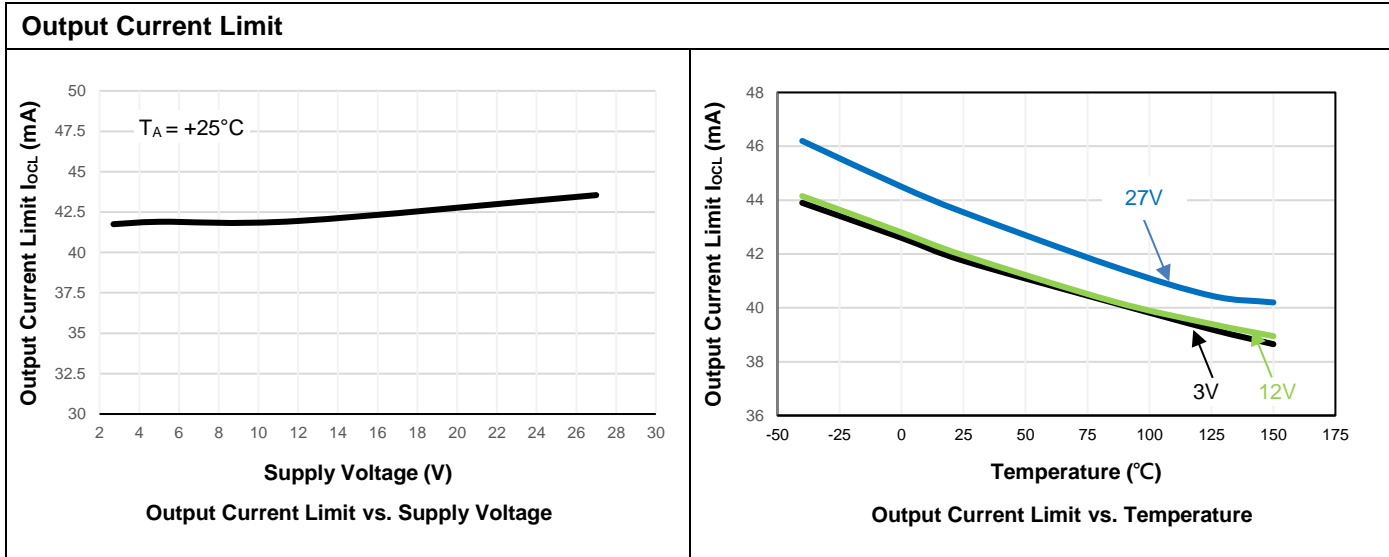 Output Current Limit
Output Current Limit IOCL (mA)
50
47.5
45
42.5
40
37.5
35
32.5
30
TA = +25°C
2 4 6 8 10 12 14 16 18 20 22 24 26 28 30
Supply Voltage (V)
Output Current Limit vs. Supply Voltage
Output Current Limit IOCL (mA)
48
46
44
42
40
38
36
27V
3V
12V
-50 -25 0 25 50 75 100 125 150 175
Temperature (℃)
Output Current Limit vs. Temperature